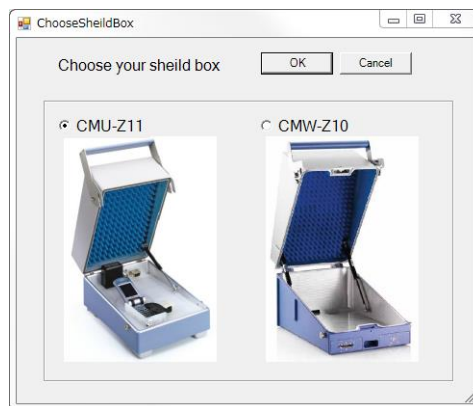 ChooseSheildBox
Choose your sheild box
OK
Cancel
CMU-Z11
CMW-Z10